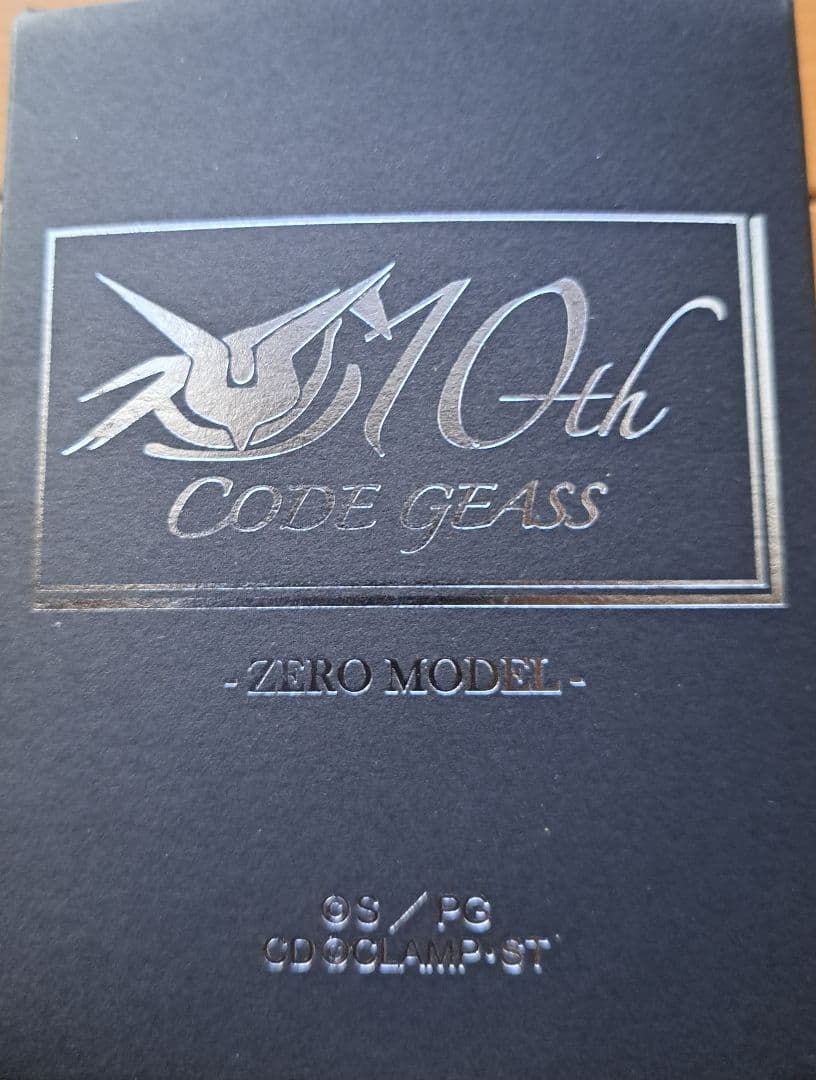 10th
CODE GEASS
- ZERO MODEL -
©S／PG
CD©CLAMP･ST